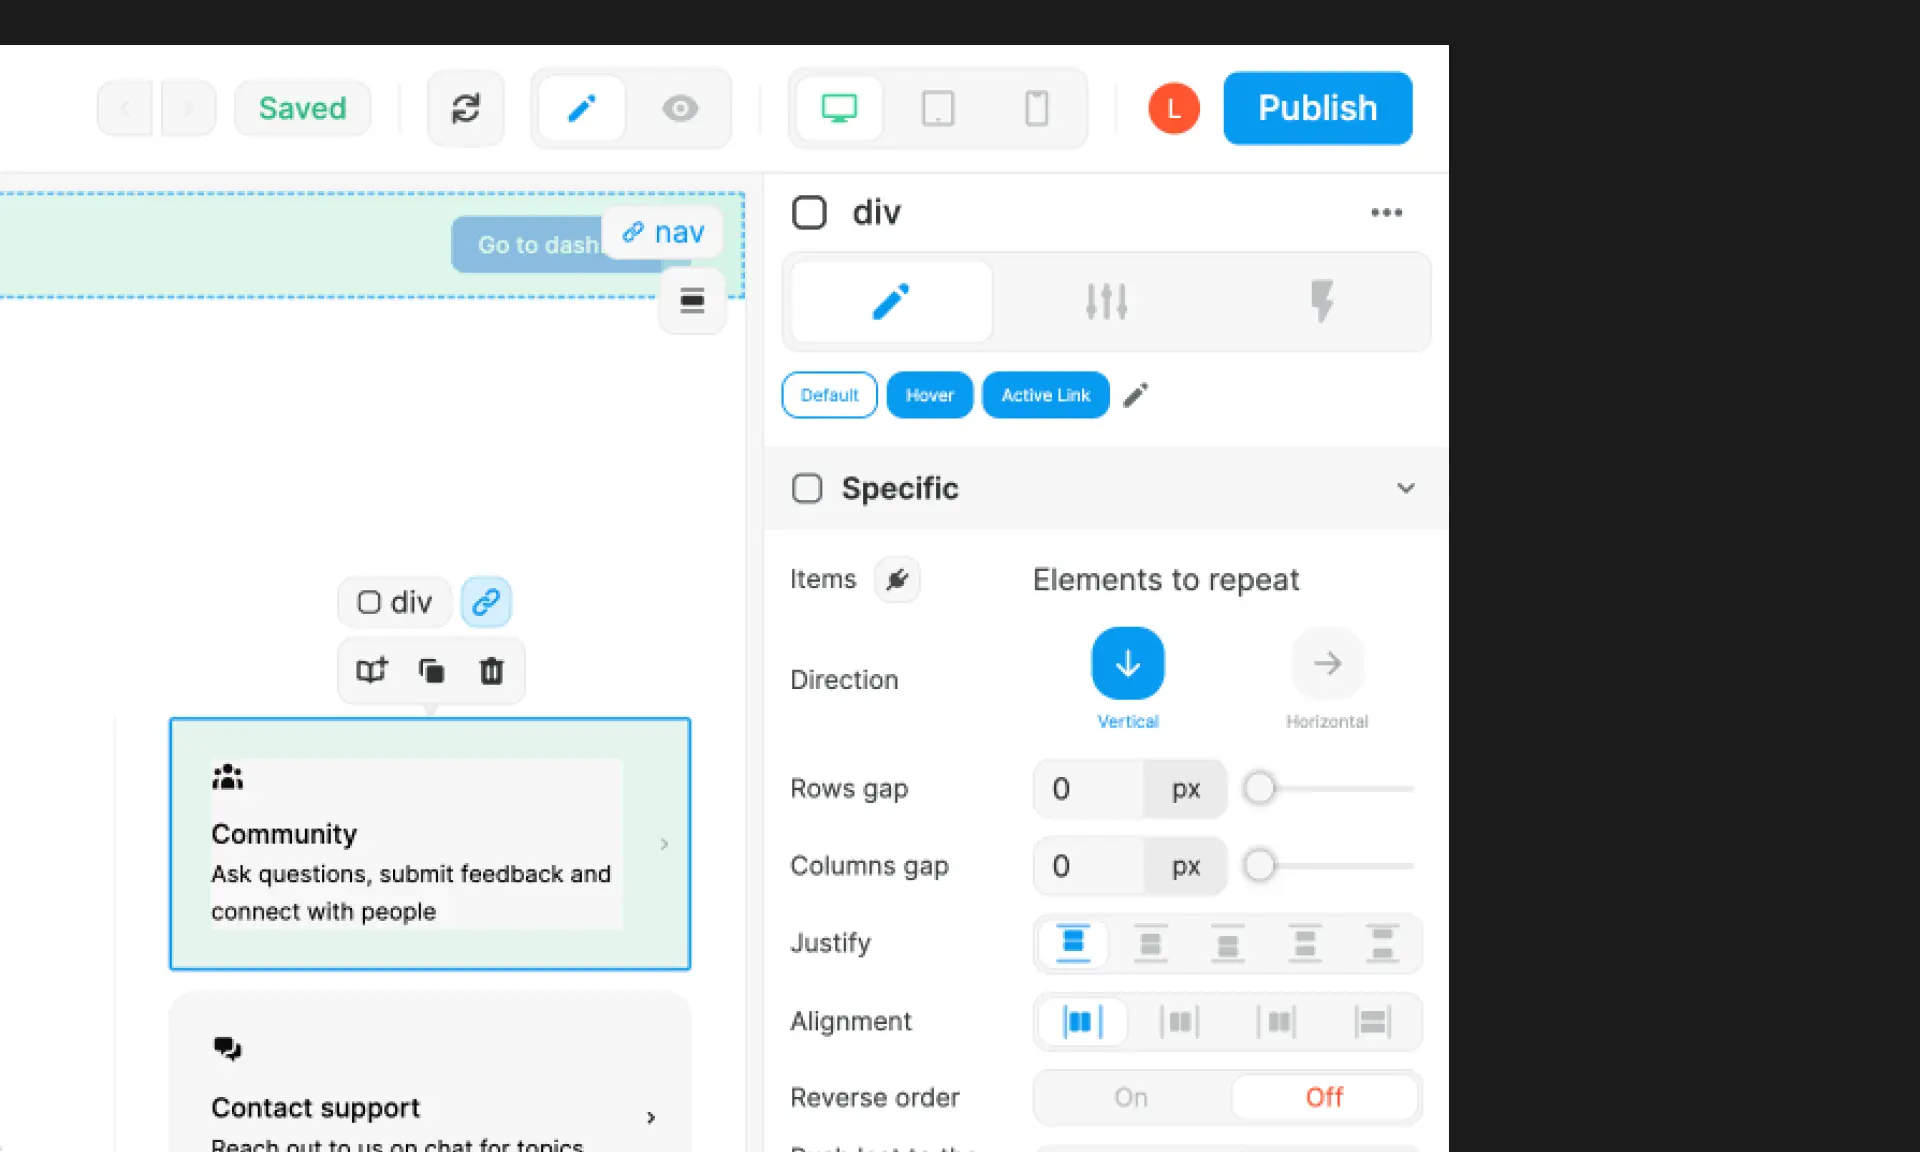 Saved
L
Publish
Go to dash
nav
div
Default
Hover
Active Link
Specific
Items
Elements to repeat
div
Direction
Vertical
Horizontal
Rows gap
0
px
Community
Ask questions, submit feedback and
connect with people
Columns gap
0
px
Justify
Alignment
Contact support
Reach out to us on chat for topics
Reverse order
On
Off